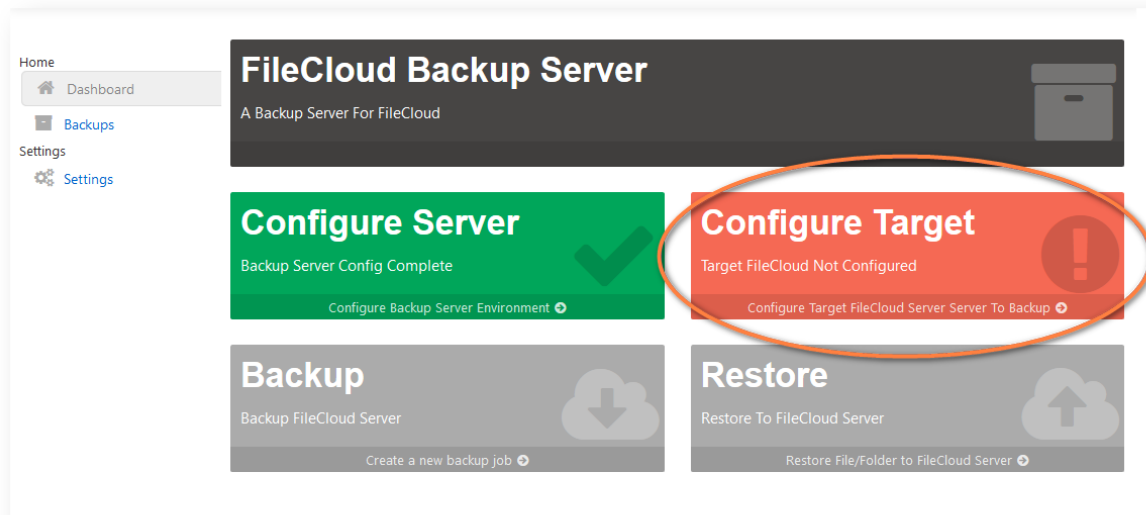 Home
Dashboard
Backups
Settings
Settings
FileCloud Backup Server
A Backup Server For FileCloud
Configure Server
Backup Server Config Complete
Configure Backup Server Environment
Configure Target
Target FileCloud Not Configured
Configure Target FileCloud Server Server To Backup
Backup
Backup FileCloud Server
Create a new backup job
Restore
Restore To FileCloud Server
Restore File/Folder to FileCloud Server